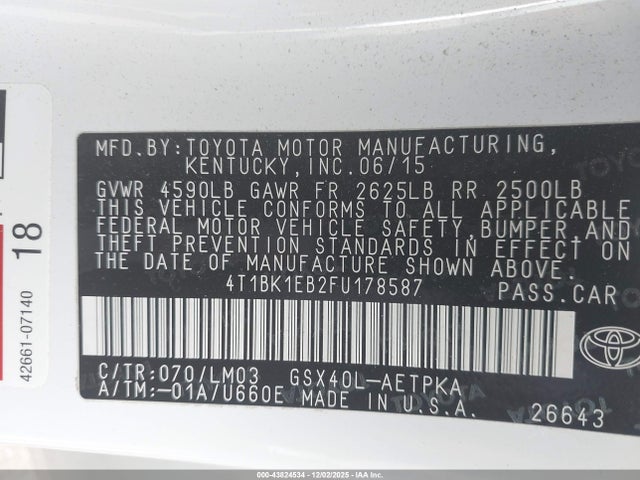 MFD.BY:TOYOTA MOTOR MANUFACTURING,
KENTUCKY,INC.06/15
GVWR 4590LB GAWR FR 2625LB RR 2500LB
THIS VEHICLE CONFORMS TO ALL APPLICABLE
FEDERAL MOTOR VEHICLE SAFETY,BUMPER,AND
THEFT PREVENTION STANDARDS IN EFFECT ON
THE DATE OF MANUFACTURE SHOWN ABOVE.
4T1BK1EB2FU178587 PASS.CAR
C/TR:070/LM03 GSX40L-AETPKA
A/TM:-01A/U660E MADE IN U.S.A. 26643
18
42661-07140
000-43824534 | 12/02/2025 - IAA Inc.